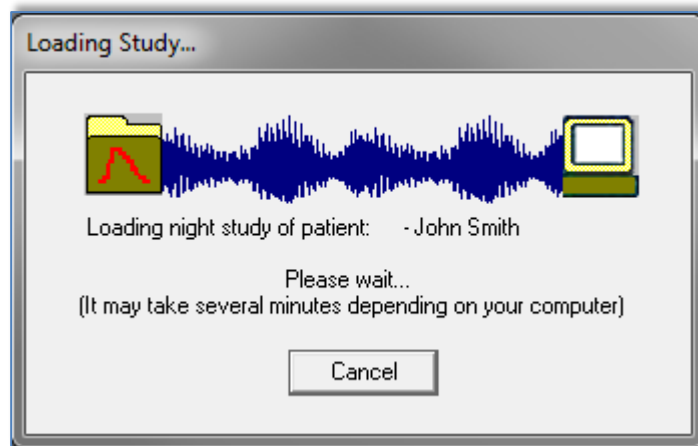 Loading Study...
Loading night study of patient: - John Smith
Please wait...
(It may take several minutes depending on your computer)
Cancel